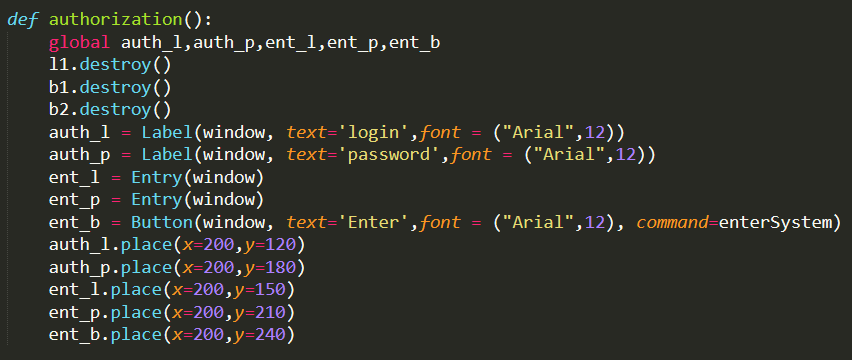 def authorization():
    global auth_l,auth_p,ent_l,ent_p,ent_b
    l1.destroy()
    b1.destroy()
    b2.destroy()
    auth_l = Label(window, text='login',font = ("Arial",12))
    auth_p = Label(window, text='password',font = ("Arial",12))
    ent_l = Entry(window)
    ent_p = Entry(window)
    ent_b = Button(window, text='Enter',font = ("Arial",12), command=enterSystem)
    auth_l.place(x=200,y=120)
    auth_p.place(x=200,y=180)
    ent_l.place(x=200,y=150)
    ent_p.place(x=200,y=210)
    ent_b.place(x=200,y=240)